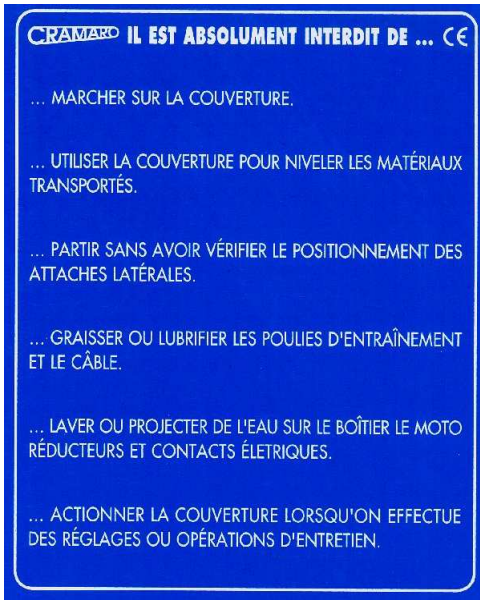 CRAMARO IL EST ABSOLUMENT INTERDIT DE ... CE
... MARCHER SUR LA COUVERTURE.
... UTILISER LA COUVERTURE POUR NIVELER LES MATÉRIAUX
TRANSPORTÉS.
... PARTIR SANS AVOIR VÉRIFIER LE POSITIONNEMENT DES
ATTACHES LATÉRALES.
... GRAISSER OU LUBRIFIER LES POULIES D'ENTRAÎNEMENT
ET LE CÂBLE.
... LAVER OU PROJECTER DE L'EAU SUR LE BOÎTIER LE MOTO
RÉDUCTEURS ET CONTACTS ÉLETRIQUES.
... ACTIONNER LA COUVERTURE LORSQU'ON EFFECTUE
DES RÉGLAGES OU OPÉRATIONS D'ENTRETIEN.